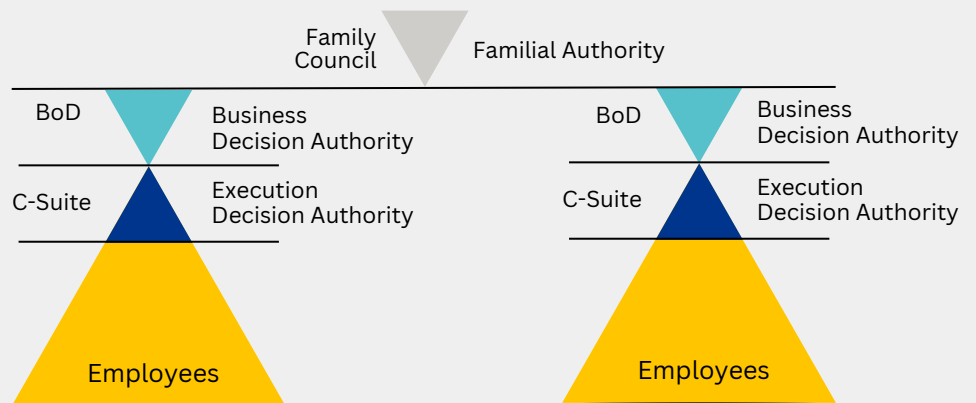 Family
Council
Familial Authority
BoD
Business
Decision Authority
C-Suite
Execution
Decision Authority
Employees
BoD
Business
Decision Authority
C-Suite
Execution
Decision Authority
Employees